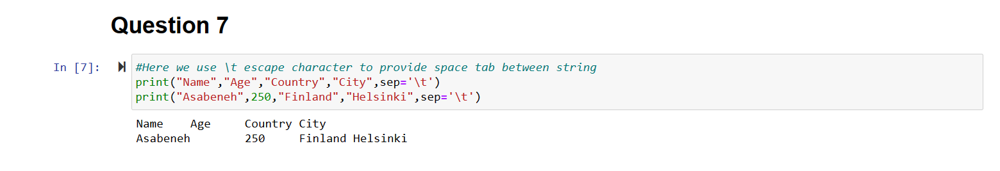 Question 7
In [7]: #Here we use \t escape character to provide space tab between string
print("Name","Age","Country","City",sep='\t')
print("Asabeneh",250,"Finland","Helsinki",sep='\t')
Name    Age     Country City
Asabeneh        250     Finland Helsinki